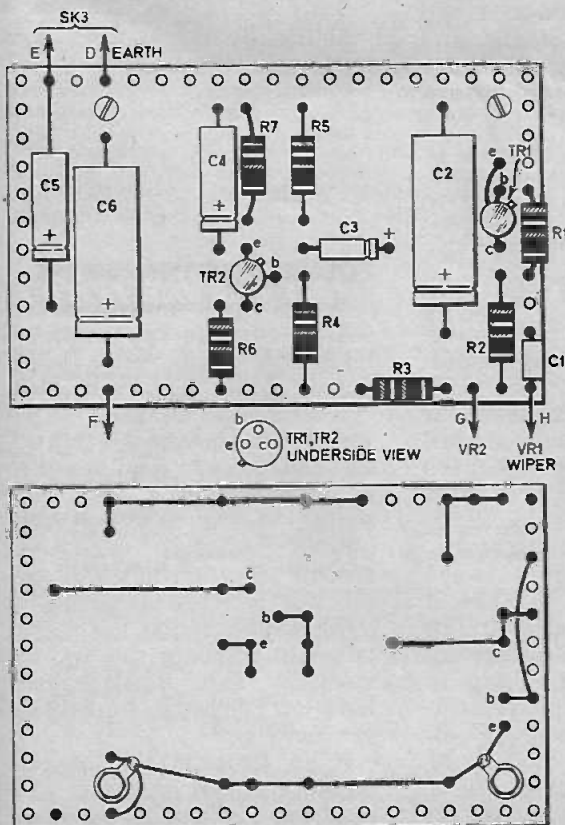 SK3
E D EARTH
R7 R5 e TR1
C5 C4 C2 b
C6 R1
+ C3 + c
e
TR2 b
+ c + 
R6 R4 R2 C1
R3
F G H
b
e c TR1,TR2
UNDERSIDE VIEW
VR2 VR1
WIPER
c
b
e c
b
e